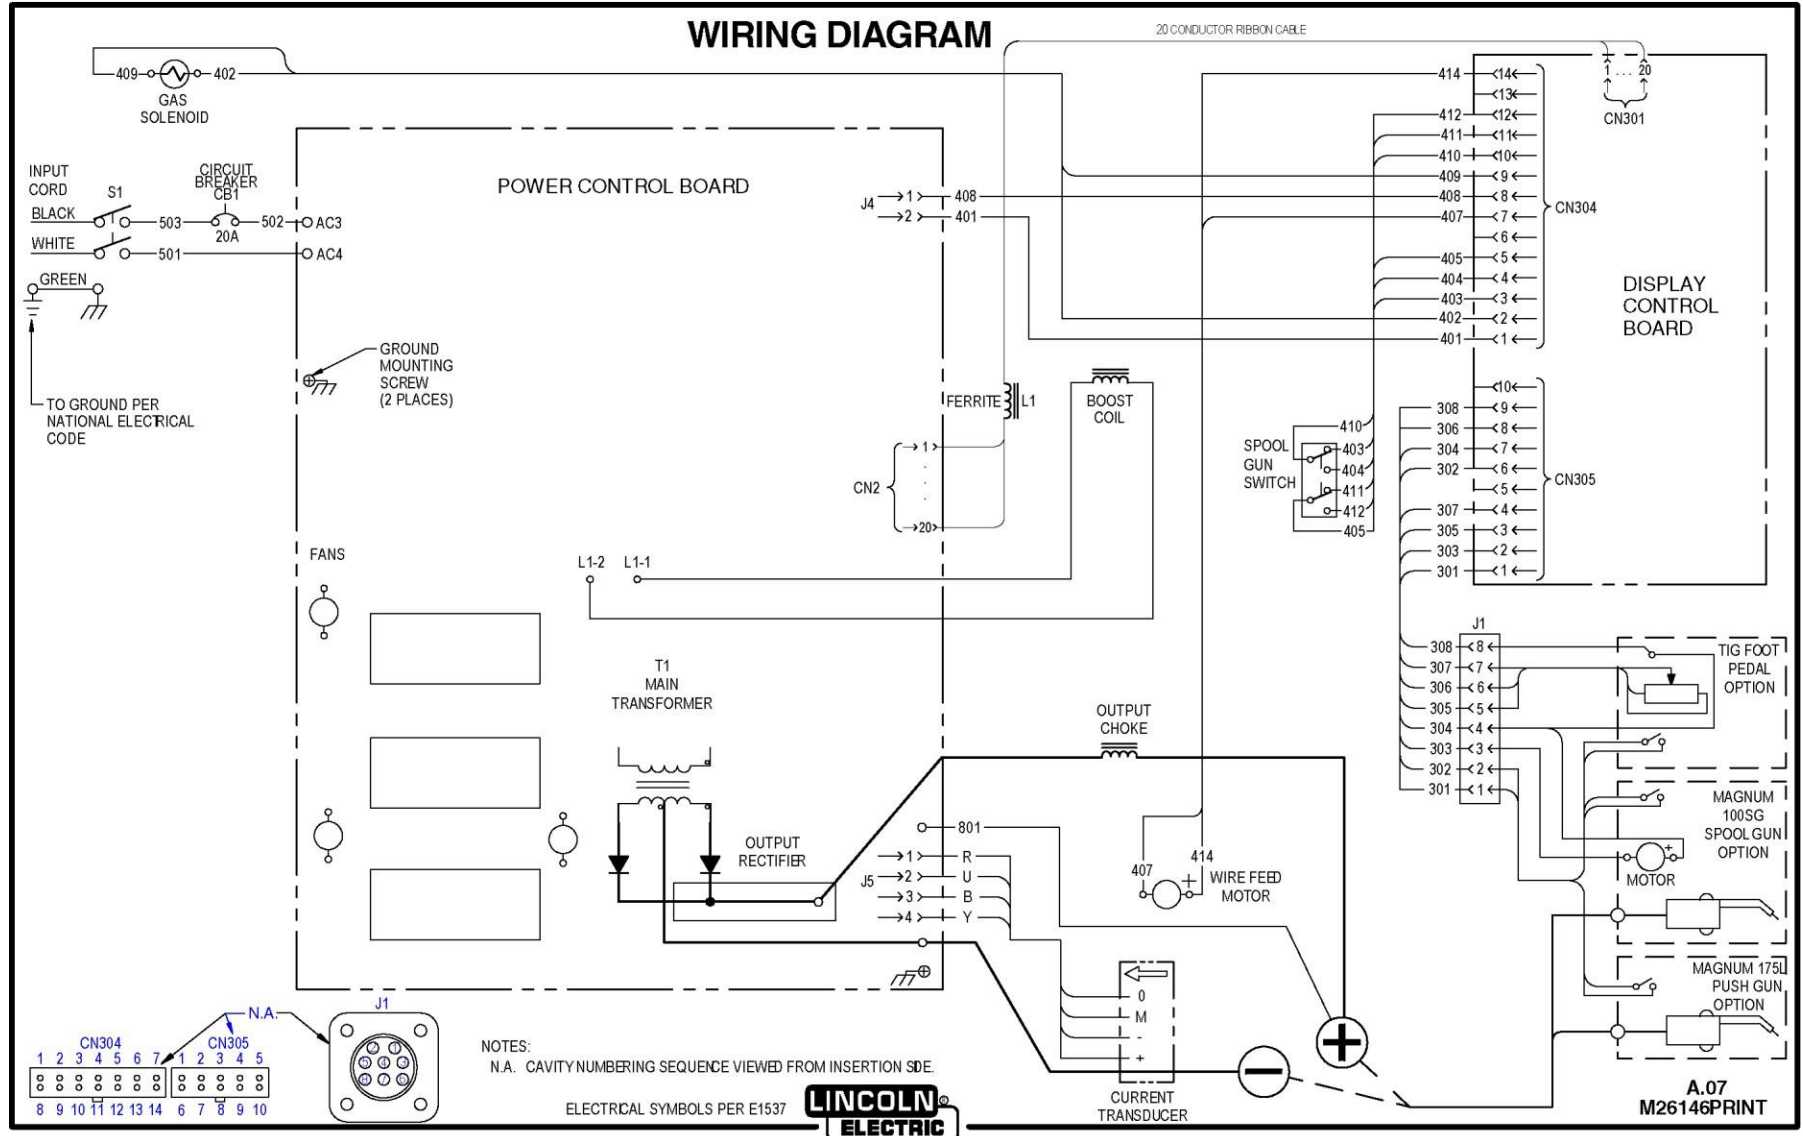 WIRING DIAGRAM
20 CONDUCTOR RIBBON CABLE
409
402
GAS
SOLENOID
INPUT
CORD
BLACK
WHITE
GREEN
S1
503
501
CIRCUIT
BREAKER
CB1
20A
502
AC3
AC4
TO GROUND PER
NATIONAL ELECTRICAL
CODE
POWER CONTROL BOARD
GROUND
MOUNTING
SCREW
(2 PLACES)
J4
1 408
2 401
FERRITE
L1
BOOST
COIL
CN2
1
20
L1-2
L1-1
FANS
T1
MAIN
TRANSFORMER
OUTPUT
RECTIFIER
OUTPUT
CHOKE
801
J5
1 R
2 U
3 B
4 Y
407
414
+
WIRE FEED
MOTOR
0
M
-
+
CURRENT
TRANSDUCER
414 14
13
412 12
411 11
410 10
409 9
408 8
407 7
6
405 5
404 4
403 3
402 2
401 1
CN304
1 ... 20
CN301
DISPLAY
CONTROL
BOARD
10
308 9
306 8
304 7
302 6
5
307 4
305 3
303 2
301 1
CN305
SPOOL
GUN
SWITCH
410
403
404
411
412
405
J1
308 8
307 7
306 6
305 5
304 4
303 3
302 2
301 1
TIG FOOT
PEDAL
OPTION
MAGNUM
100SG
SPOOL GUN
OPTION
+
MOTOR
MAGNUM 175L
PUSH GUN
OPTION
+
-
N.A.
CN304
1 2 3 4 5 6 7
8 9 10 11 12 13 14
CN305
1 2 3 4 5
6 7 8 9 10
J1
2 1
5 4 3
8 7 6
NOTES:
N.A. CAVITY NUMBERING SEQUENCE VIEWED FROM INSERTION SIDE.
ELECTRICAL SYMBOLS PER E1537
LINCOLN ®
ELECTRIC
A.07
M26146PRINT